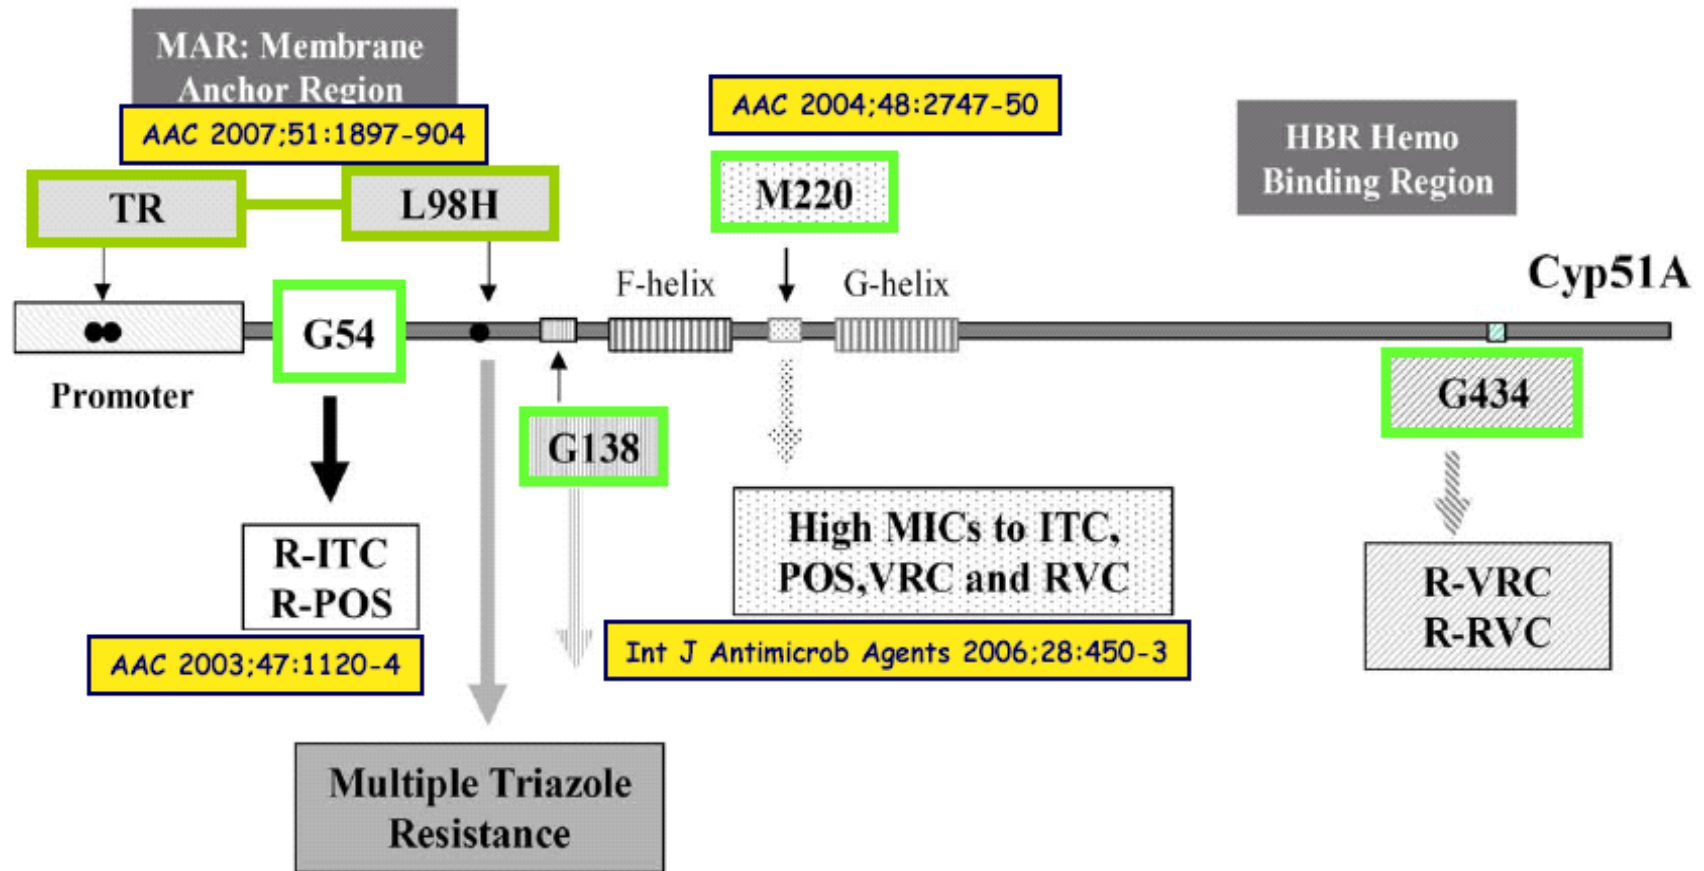 MAR: Membrane
Anchor Region
AAC 2007;51:1897-904
AAC 2004;48:2747-50
HBR Hemo
Binding Region
TR
L98H
M220
Cyp51A
F-helix
G-helix
G54
Promoter
G138
G434
R-ITC
R-POS
High MICs to ITC,
POS,VRC and RVC
R-VRC
R-RVC
AAC 2003;47:1120-4
Int J Antimicrob Agents 2006;28:450-3
Multiple Triazole
Resistance